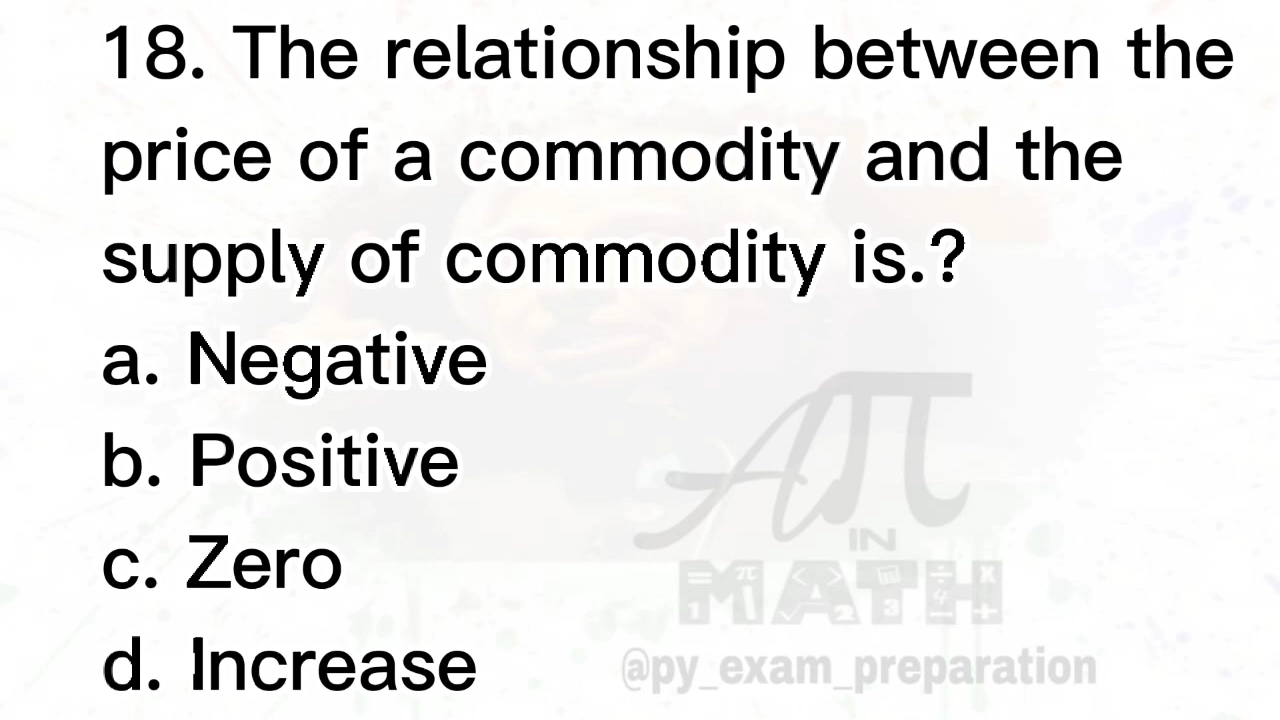 18. The relationship between the
price of a commodity and the
supply of commodity is.?
a. Negative
b. Positive
c. Zero
d. Increase
Aπ
IN
MATH
@py_exam_preparation